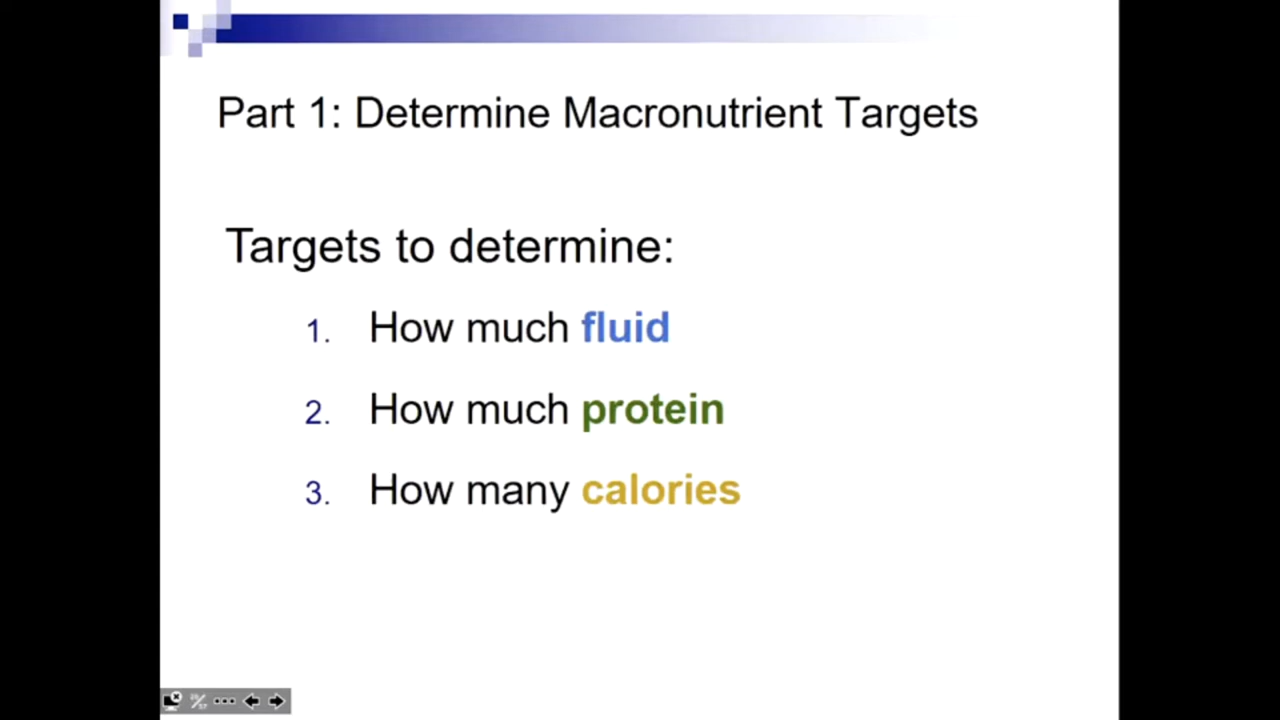 Part 1: Determine Macronutrient Targets
Targets to determine:
1. How much fluid
2. How much protein
3. How many calories